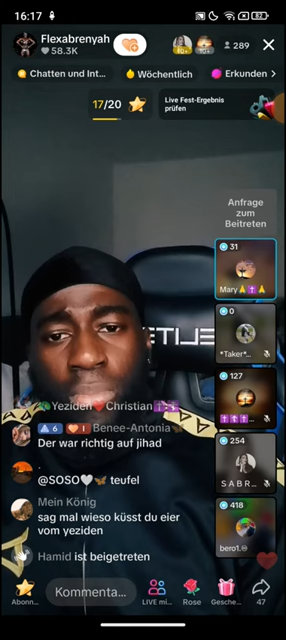 16:17
82
Flexabrenyah
58.3K
289
Chatten und Int...
Wöchentlich
Erkunden
17/20
Live Fest-Ergebnis
prüfen
Anfrage
zum
Beitreten
31
Mary
0
*Taker*...
127
254
S A B R...
418
bero1.
Yeziden Christian
6 I Benee-Antonia
Der war richtig auf jihad
.
@SOSO teufel
Mein König
sag mal wieso küsst du eier
vom yeziden
Hamid ist beigetreten
Abonn...
Kommenta...
LIVE mi...
Rose
Gesche...
47